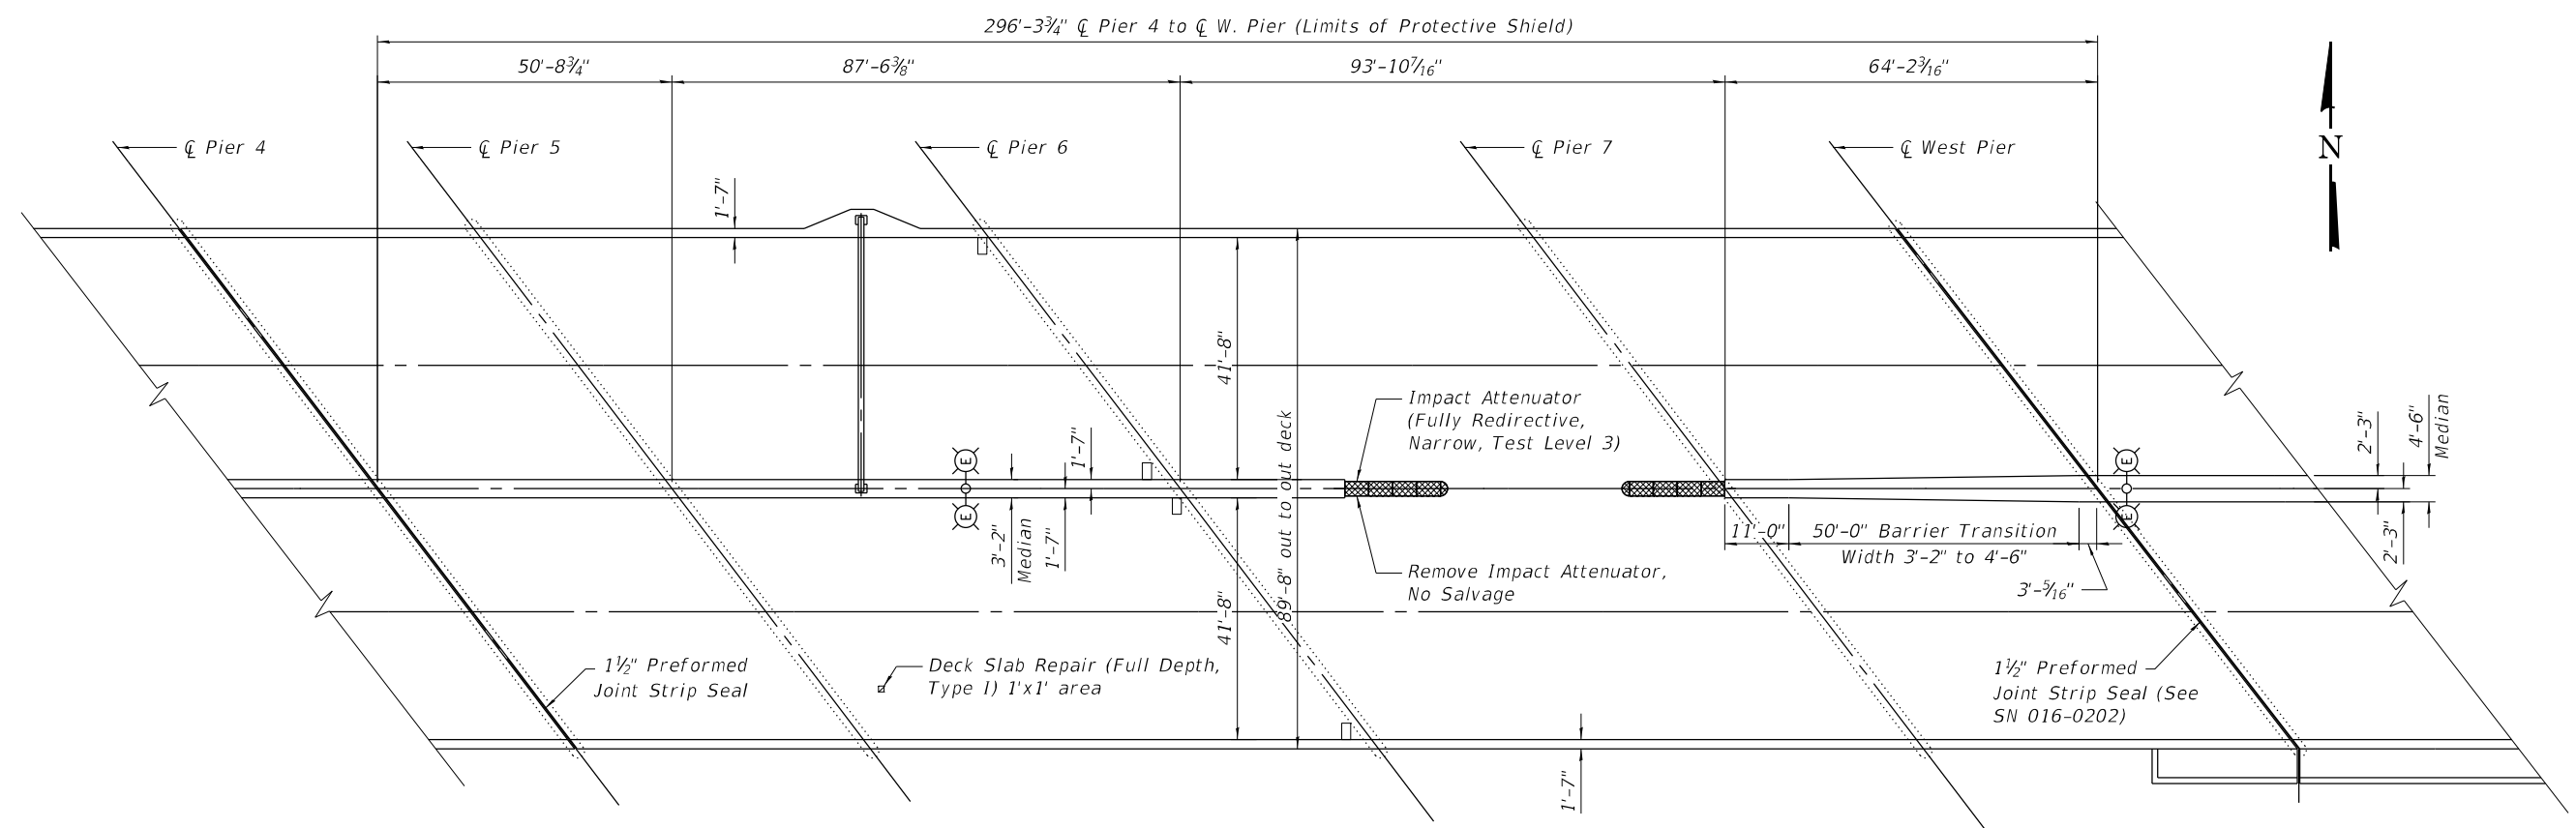 296'-3¾" ℄ Pier 4 to ℄ W. Pier (Limits of Protective Shield)
50'-8¾"
87'-6⅜"
93'-10⁷⁄₁₆"
64'-2³⁄₁₆"
℄ Pier 4
℄ Pier 5
℄ Pier 6
℄ Pier 7
℄ West Pier
N
1'-7"
41'-8"
89'-8" out to out deck
Impact Attenuator
(Fully Redirective,
Narrow, Test Level 3)
2'-3"
4'-6"
Median
1'-7"
E
E
E
E
3'-2"
Median
1'-7"
11'-0"
50'-0" Barrier Transition
Width 3'-2" to 4'-6"
2'-3"
3'-⁵⁄₁₆"
Remove Impact Attenuator,
No Salvage
41'-8"
1½" Preformed
Joint Strip Seal
Deck Slab Repair (Full Depth,
Type I) 1'x1' area
1½" Preformed
Joint Strip Seal (See
SN 016-0202)
1'-7"